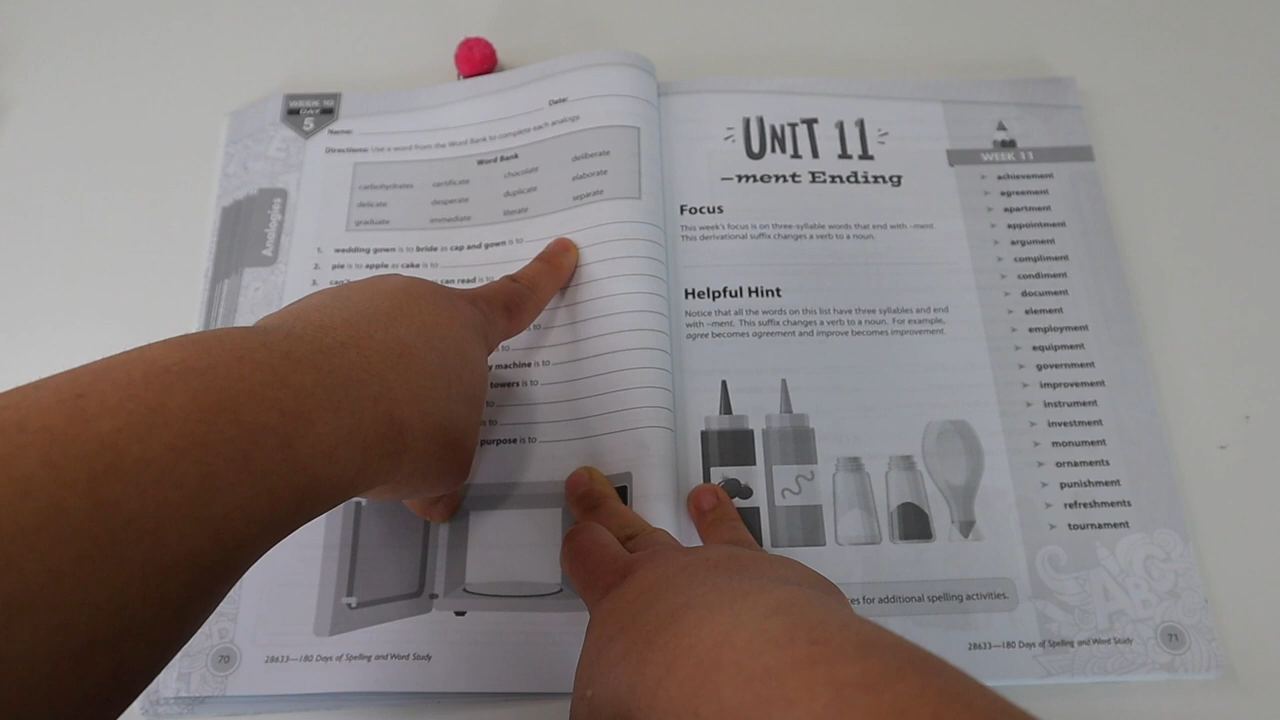 WEEK 10
DAY
5
Name:
Date:
Directions: Use a word from the Word Bank to complete each analogy.
Word Bank
carbohydrates certificate chocolate deliberate
delicate desperate duplicate elaborate
graduate immediate literate separate
Analogies
1. wedding gown is to bride as cap and gown is to
2. pie is to apple as cake is to
3. can read is to
is to
is to
machine is to
towers is to
to
is to
purpose is to
70
28633—180 Days of Spelling and Word Study
UNIT 11
–ment Ending
Focus
This week's focus is on three-syllable words that end with –ment.
This derivational suffix changes a verb to a noun.
Helpful Hint
Notice that all the words on this list have three syllables and end
with –ment. This suffix changes a verb to a noun. For example,
agree becomes agreement and improve becomes improvement.
for additional spelling activities.
WEEK 11
achievement
agreement
apartment
appointment
argument
compliment
condiment
document
element
employment
equipment
government
improvement
instrument
investment
monument
ornaments
punishment
refreshments
tournament
ABC
28633—180 Days of Spelling and Word Study
71